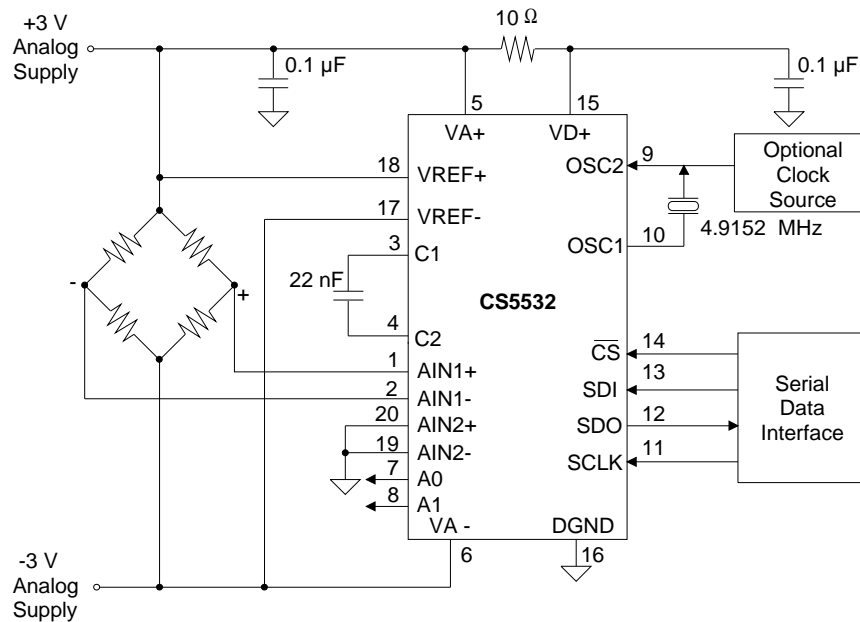 +3 V
Analog
Supply
10 Ω
0.1 µF
0.1 µF
5
15
VA+
VD+
18
VREF+
17
VREF-
3
C1
22 nF
4
C2
1
AIN1+
2
AIN1-
20
AIN2+
19
AIN2-
7
A0
8
A1
VA -
6
DGND
16
CS5532
OSC2
9
Optional
Clock
Source
OSC1
10
4.9152 MHz
CS
14
SDI
13
SDO
12
SCLK
11
Serial
Data
Interface
-
+
-3 V
Analog
Supply